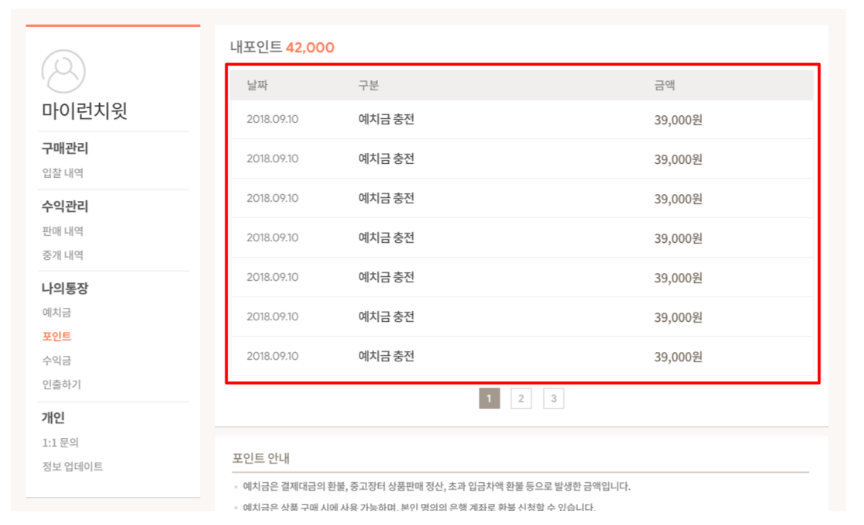 마이런치윗
구매관리
입찰 내역
수익관리
판매 내역
중개 내역
나의통장
예치금
포인트
수익금
인출하기
개인
1:1 문의
정보 업데이트
내포인트 42,000
날짜 구분 금액
2018.09.10 예치금 충전 39,000원
2018.09.10 예치금 충전 39,000원
2018.09.10 예치금 충전 39,000원
2018.09.10 예치금 충전 39,000원
2018.09.10 예치금 충전 39,000원
2018.09.10 예치금 충전 39,000원
2018.09.10 예치금 충전 39,000원
1 2 3
포인트 안내
◦ 예치금은 결제대금의 환불, 중고장터 상품판매 정산, 초과 입금차액 환불 등으로 발생한 금액입니다.
◦ 예치금은 상품 구매 시에 사용 가능하며, 본인 명의의 은행 계좌로 환불 신청할 수 있습니다.